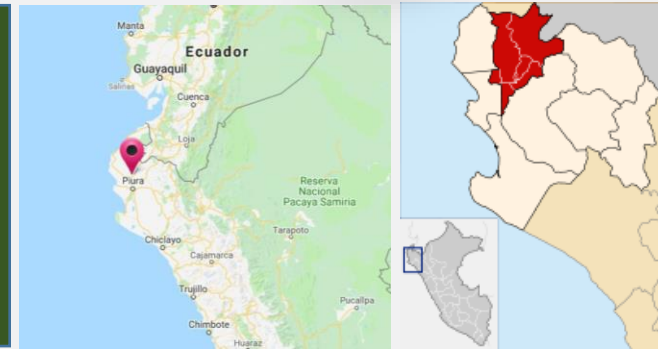 Manta
Ecuador
Guayaquil
Salinas
Cuenca
Loja
Piura
Reserva
Nacional
Pacaya Samiria
Chiclayo
Tarapoto
Cajamarca
Trujillo
Pucallpa
Chimbote
Huaraz